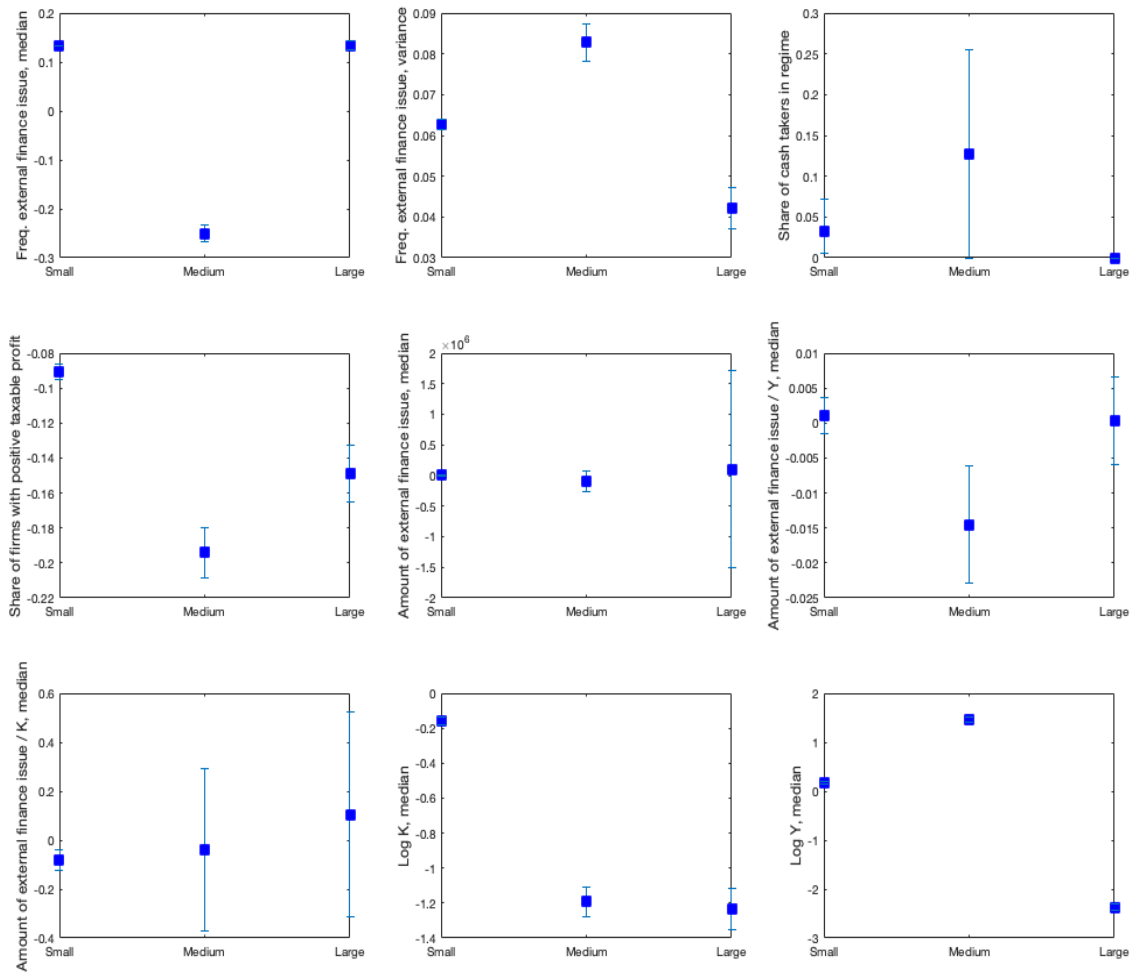 Freq. external finance issue, median
0.2
0.1
0
-0.1
-0.2
-0.3
Small
Medium
Large
Freq. external finance issue, variance
0.09
0.08
0.07
0.06
0.05
0.04
0.03
Small
Medium
Large
Share of cash takers in regime
0.3
0.25
0.2
0.15
0.1
0.05
0
Small
Medium
Large
Share of firms with positive taxable profit
-0.08
-0.1
-0.12
-0.14
-0.16
-0.18
-0.2
-0.22
Small
Medium
Large
Amount of external finance issue, median
×10⁶
2
1.5
1
0.5
0
-0.5
-1
-1.5
-2
Small
Medium
Large
Amount of external finance issue / Y, median
0.01
0.005
0
-0.005
-0.01
-0.015
-0.02
-0.025
Small
Medium
Large
Amount of external finance issue / K, median
0.6
0.4
0.2
0
-0.2
-0.4
Small
Medium
Large
Log K, median
0
-0.2
-0.4
-0.6
-0.8
-1
-1.2
-1.4
Small
Medium
Large
Log Y, median
2
1
0
-1
-2
-3
Small
Medium
Large